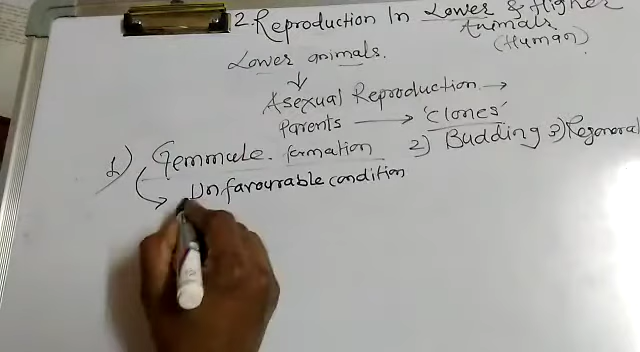 2. Reproduction In Lower & Higher
Animals
(Human)
Lower animals.
Asexual Reproduction
Parents 'Clones'
1) Gemmule formation 2) Budding 3) Regenerat
Unfavourable condition